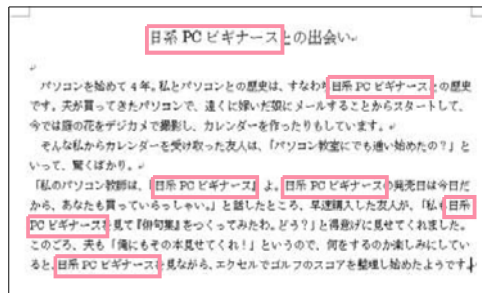 日系 PC ビギナースとの出会い
パソコンを始めて 4 年。私とパソコンとの歴史は、すなわち日系 PC ビギナースとの歴史
です。夫が買ってきたパソコンで、遠くに嫁いだ娘にメールすることからスタートして、
今では庭の花をデジカメで撮影し、カレンダーを作ったりもしています。
そんな私からカレンダーを受け取った友人は、「パソコン教室にでも通い始めたの？」と
いって、驚くばかり。
「私のパソコン教師は、『日系 PC ビギナース』よ。日系 PC ビギナースの発売日は今日だ
から、あなたも買っていらっしゃい。」と話したところ、早速購入した友人が、「私も日系
PC ビギナースを見て『俳句集』をつくってみたわ。どう？」と得意げに見せてくれました。
このごろ、夫も「俺にもその本見せてくれ！」というので、何をするのか楽しみにしてい
ると、日系 PC ビギナースを見ながら、エクセルでゴルフのスコアを整理し始めたようです。